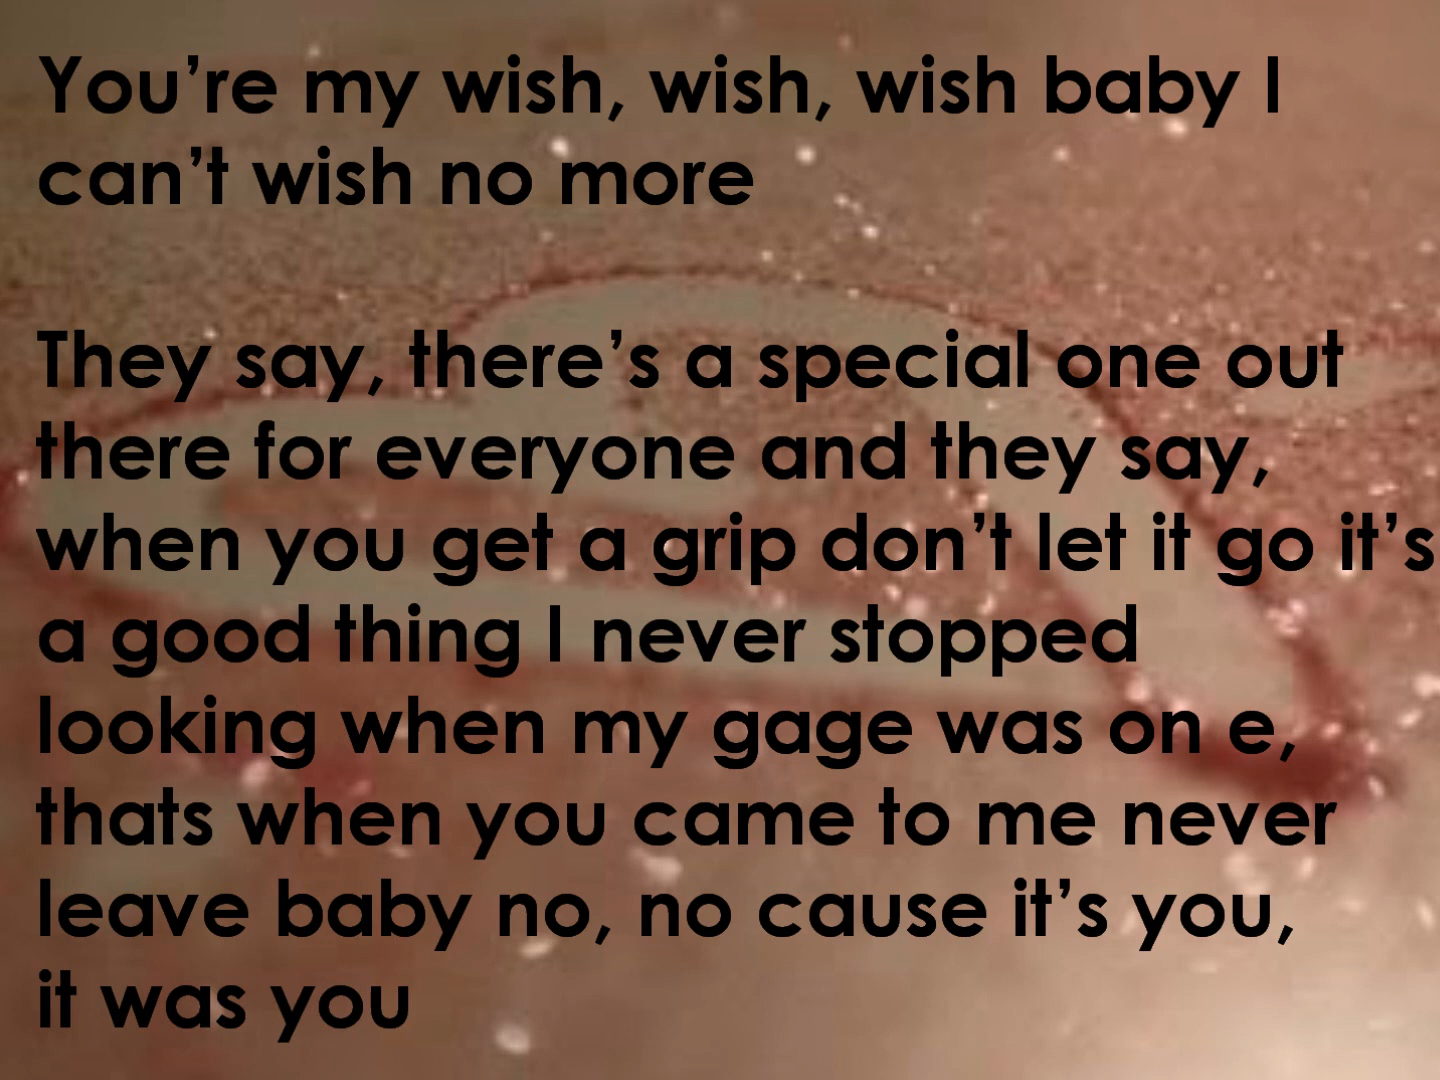 You’re my wish, wish, wish baby I
can’t wish no more
They say, there’s a special one out
there for everyone and they say,
when you get a grip don’t let it go it’s
a good thing I never stopped
looking when my gage was on e,
thats when you came to me never
leave baby no, no cause it’s you,
it was you